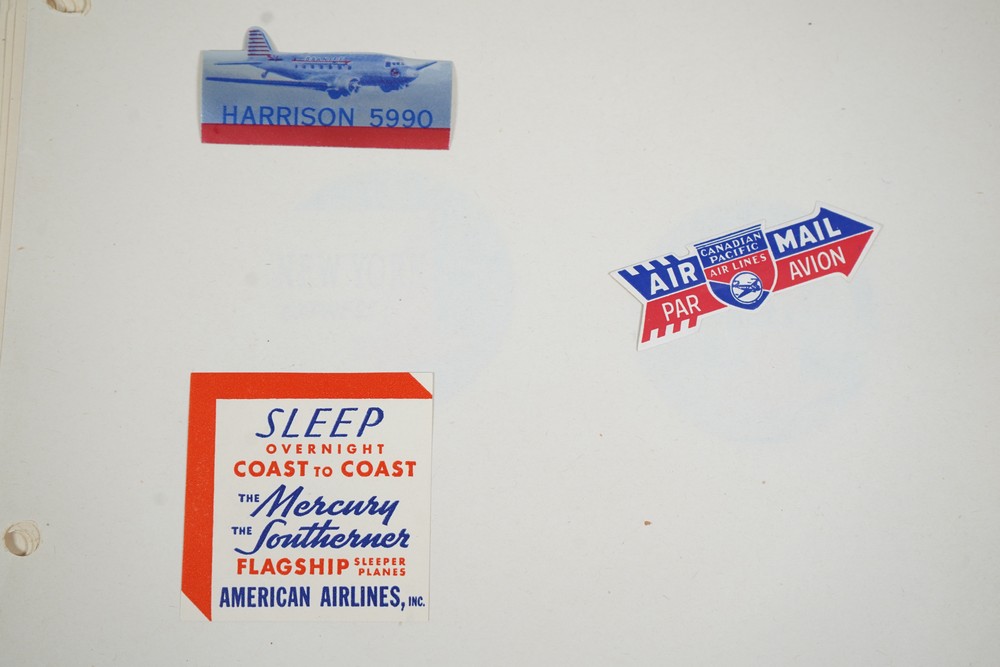 HARRISON 5990
AIR MAIL
CANADIAN
PACIFIC
AIR LINES
PAR AVION
SLEEP
OVERNIGHT
COAST TO COAST
THE Mercury
THE Southerner
FLAGSHIP SLEEPER
PLANES
AMERICAN AIRLINES, INC.